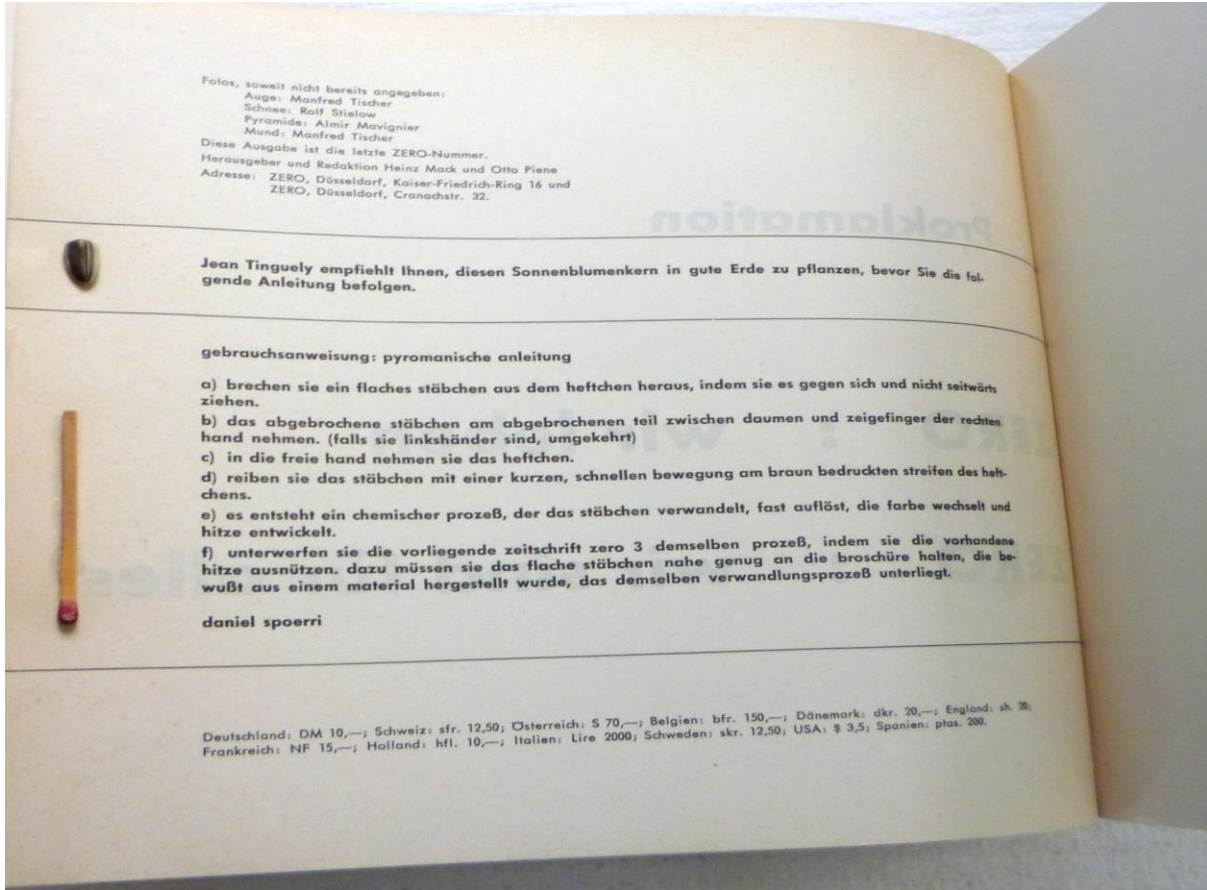 Fotos, soweit nicht bereits angegeben:
Auge: Manfred Tischer
Schnee: Rolf Stielow
Pyramide: Almir Mavignier
Mund: Manfred Tischer
Diese Ausgabe ist die letzte ZERO-Nummer.
Herausgeber und Redaktion Heinz Mack und Otto Piene
Adresse: ZERO, Düsseldorf, Kaiser-Friedrich-Ring 16 und
ZERO, Düsseldorf, Cranachstr. 32.
Proklamation
Jean Tinguely empfiehlt Ihnen, diesen Sonnenblumenkern in gute Erde zu pflanzen, bevor Sie die fol-
gende Anleitung befolgen.
gebrauchsanweisung: pyromanische anleitung
a) brechen sie ein flaches stäbchen aus dem heftchen heraus, indem sie es gegen sich und nicht seitwärts
ziehen.
b) das abgebrochene stäbchen am abgebrochenen teil zwischen daumen und zeigefinger der rechten
hand nehmen. (falls sie linkshänder sind, umgekehrt)
c) in die freie hand nehmen sie das heftchen.
d) reiben sie das stäbchen mit einer kurzen, schnellen bewegung am braun bedruckten streifen des heft-
chens.
e) es entsteht ein chemischer prozeß, der das stäbchen verwandelt, fast auflöst, die farbe wechselt und
hitze entwickelt.
f) unterwerfen sie die vorliegende zeitschrift zero 3 demselben prozeß, indem sie die vorhandene
hitze ausnützen. dazu müssen sie das flache stäbchen nahe genug an die broschüre halten, die be-
wußt aus einem material hergestellt wurde, das demselben verwandlungsprozeß unterliegt.
daniel spoerri
Deutschland: DM 10,—; Schweiz: sfr. 12,50; Österreich: S 70,—; Belgien: bfr. 150,—; Dänemark: dkr. 20,—; England: sh. 20;
Frankreich: NF 15,—; Holland: hfl. 10,—; Italien: Lire 2000; Schweden: skr. 12,50; USA: $ 3,5; Spanien: ptas. 200.